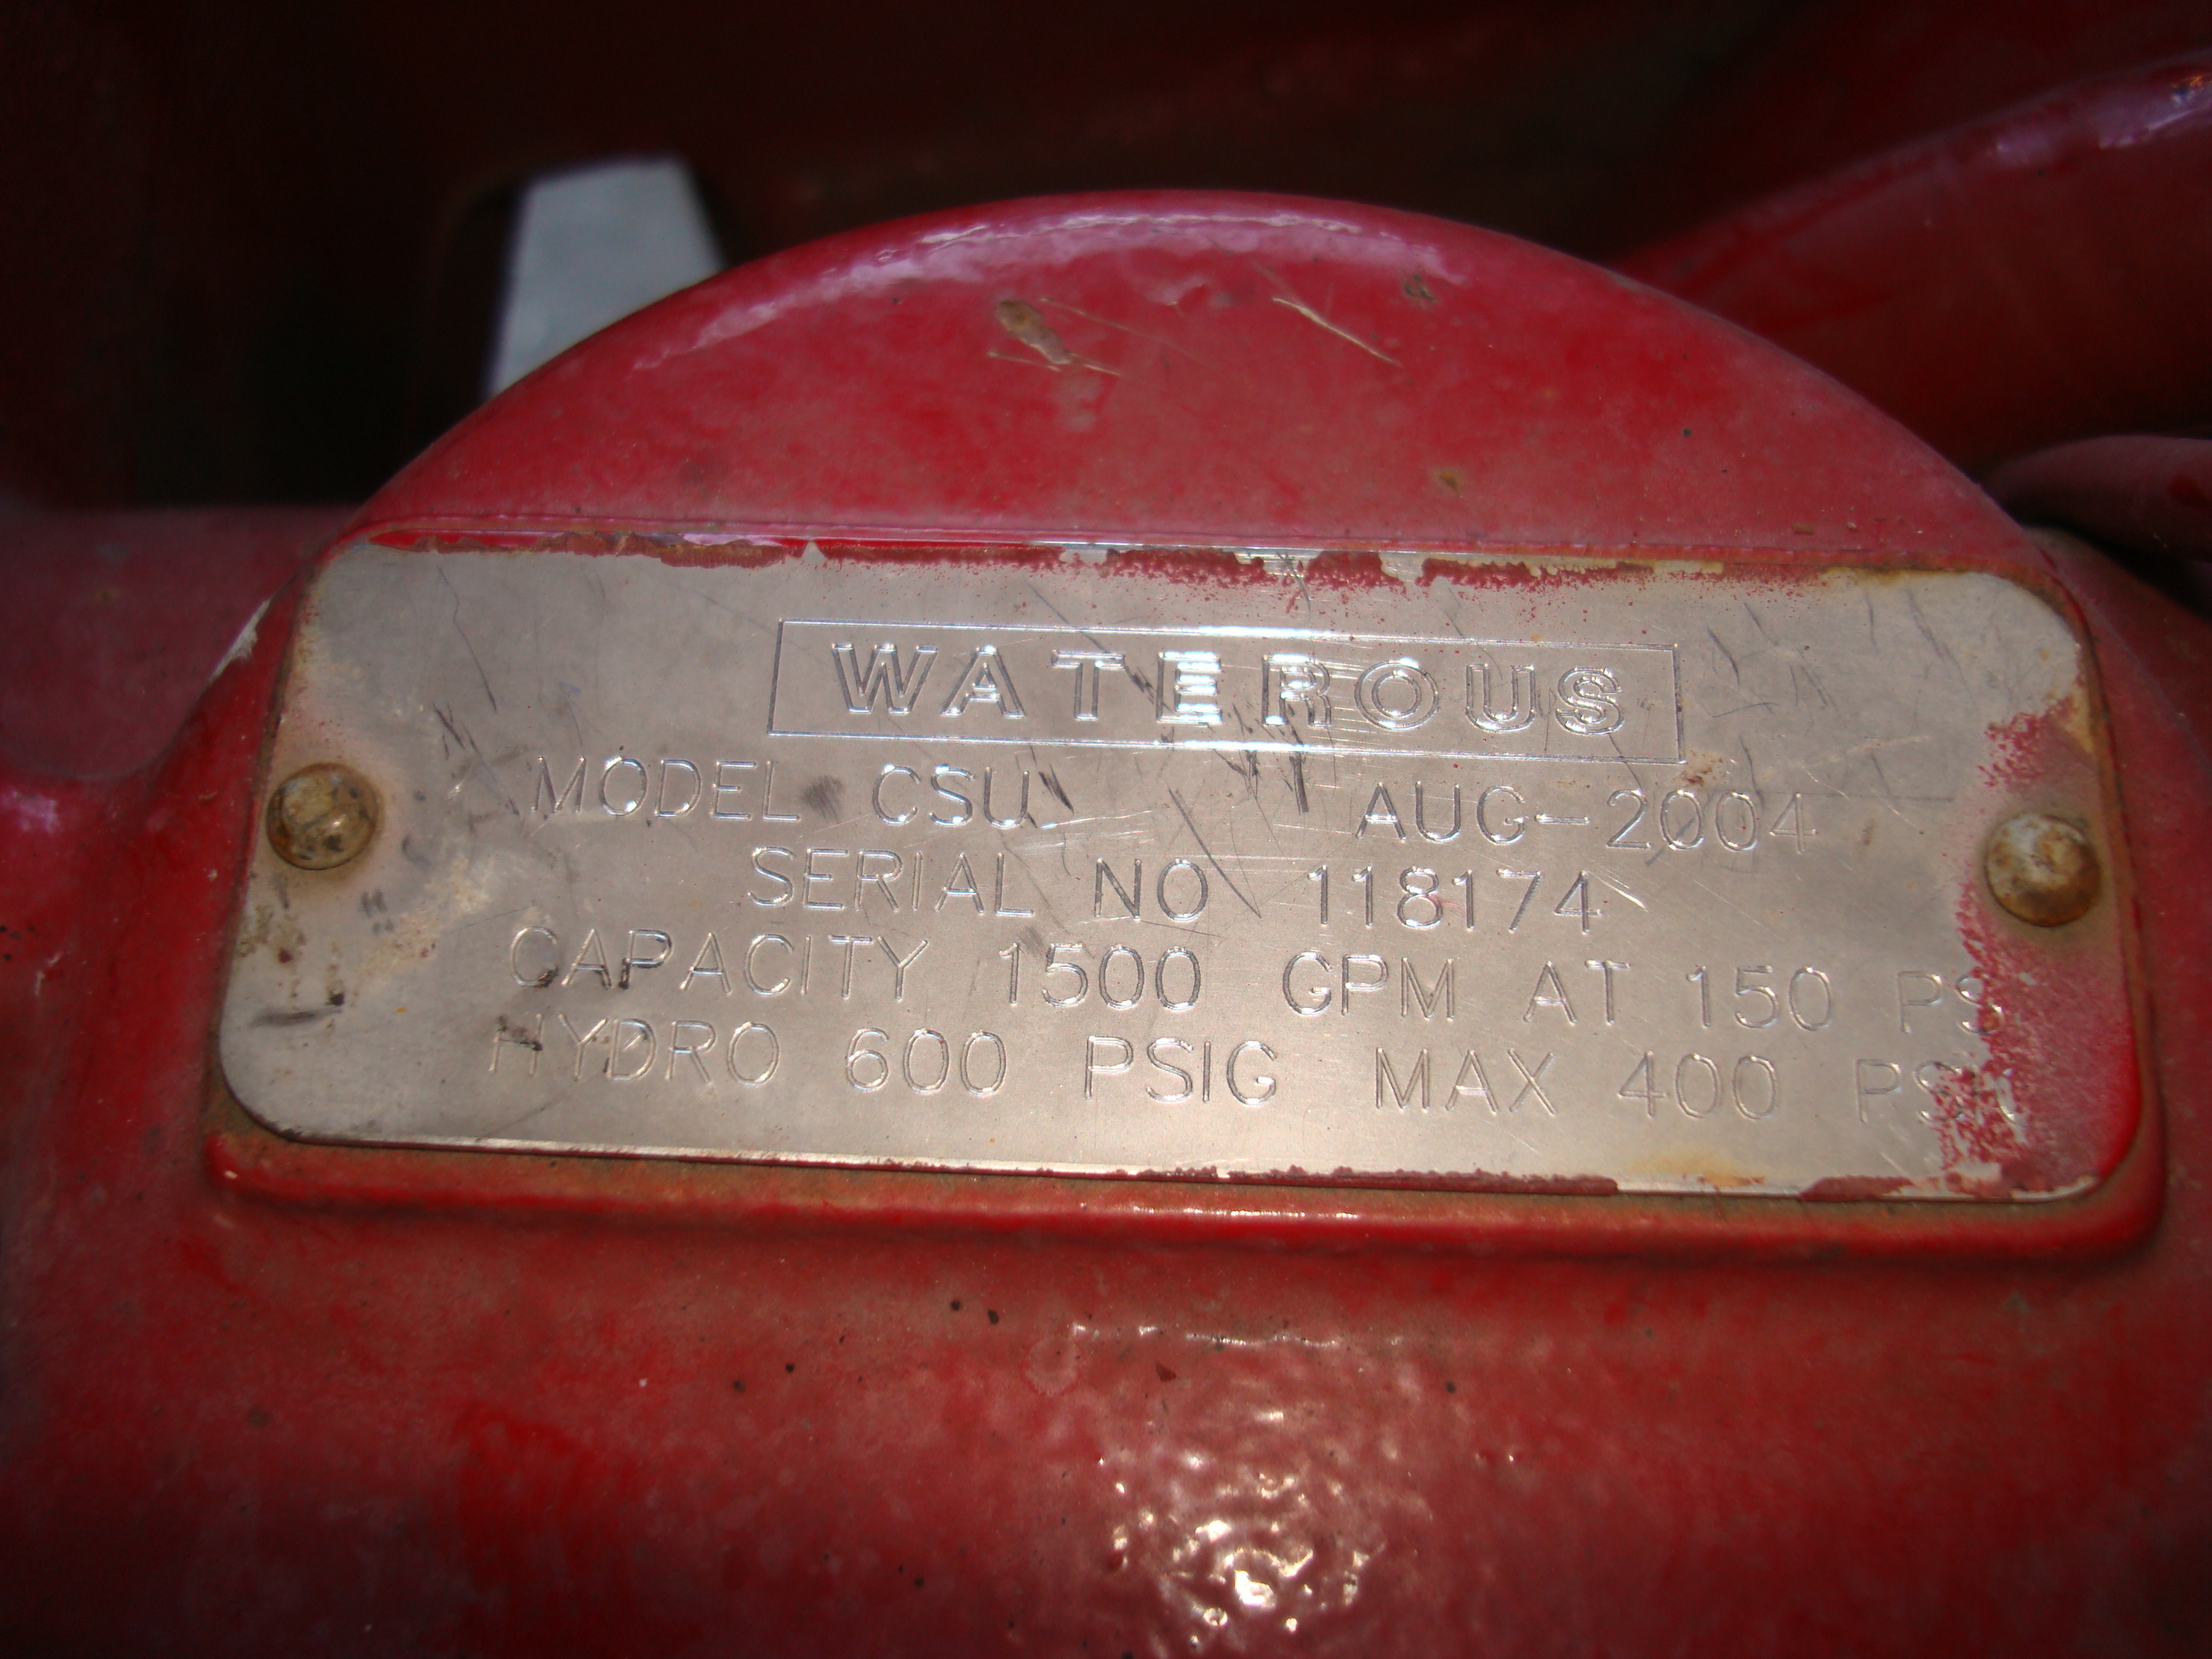 WATEROUS
MODEL CSU AUG-2004
SERIAL NO 118174
CAPACITY 1500 GPM AT 150
HYDRO 600 PSIG MAX 400